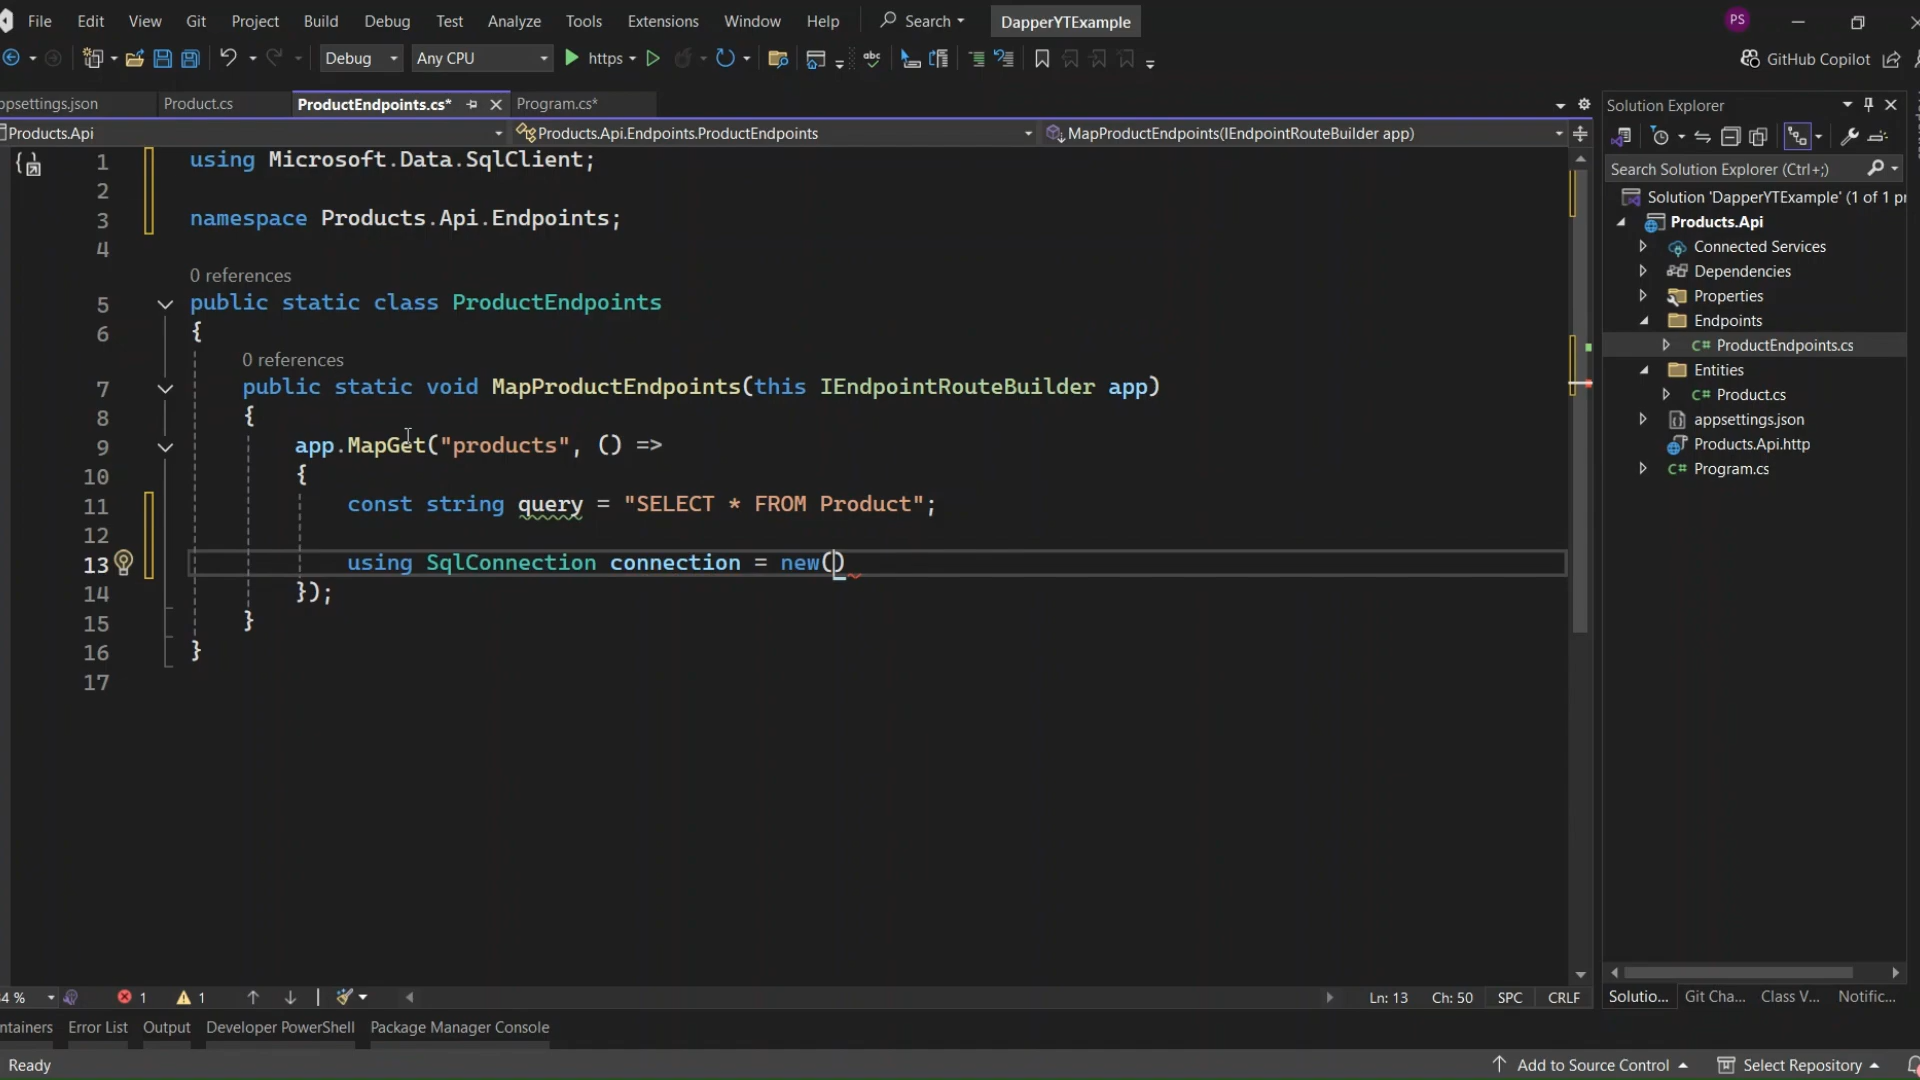 File Edit View Git Project Build Debug Test Analyze Tools Extensions Window Help Search DapperYTExample PS
Debug Any CPU https GitHub Copilot
ppsettings.json Product.cs ProductEndpoints.cs* Program.cs*
Products.Api Products.Api.Endpoints.ProductEndpoints MapProductEndpoints(IEndpointRouteBuilder app)
1 using Microsoft.Data.SqlClient;
2
3 namespace Products.Api.Endpoints;
4
0 references
5 public static class ProductEndpoints
6 {
0 references
7 public static void MapProductEndpoints(this IEndpointRouteBuilder app)
8 {
9 app.MapGet("products", () =>
10 {
11 const string query = "SELECT * FROM Product";
12
13 using SqlConnection connection = new()
14 });
15 }
16 }
17
Solution Explorer
Search Solution Explorer (Ctrl+;)
Solution 'DapperYTExample' (1 of 1 pr
Products.Api
Connected Services
Dependencies
Properties
Endpoints
C# ProductEndpoints.cs
Entities
C# Product.cs
appsettings.json
Products.Api.http
C# Program.cs
Solutio... Git Cha... Class V... Notific...
4 % 1 1 Ln: 13 Ch: 50 SPC CRLF
ntainers Error List Output Developer PowerShell Package Manager Console
Ready Add to Source Control Select Repository